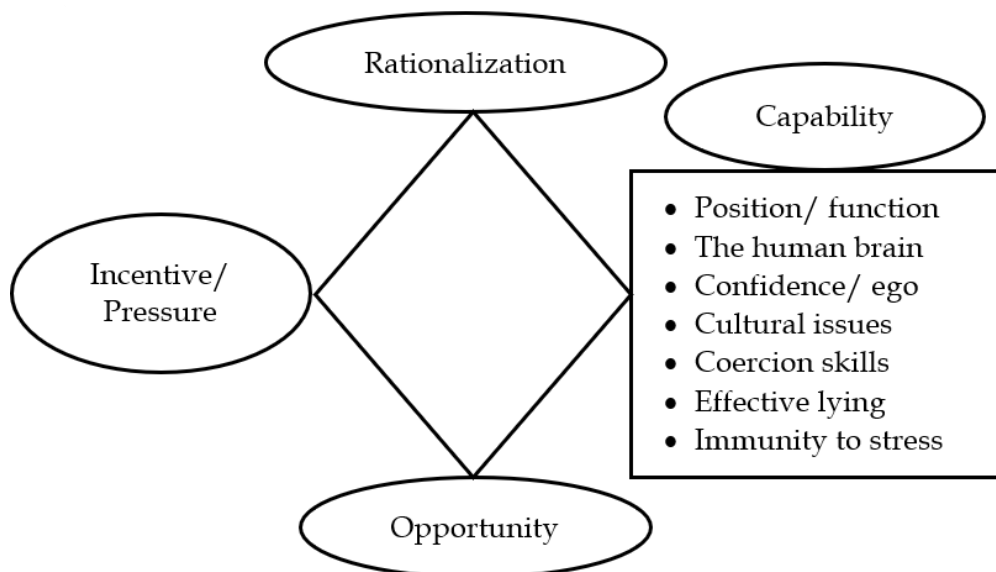 Rationalization
Capability
• Position/ function
• The human brain
• Confidence/ ego
• Cultural issues
• Coercion skills
• Effective lying
• Immunity to stress
Incentive/
Pressure
Opportunity